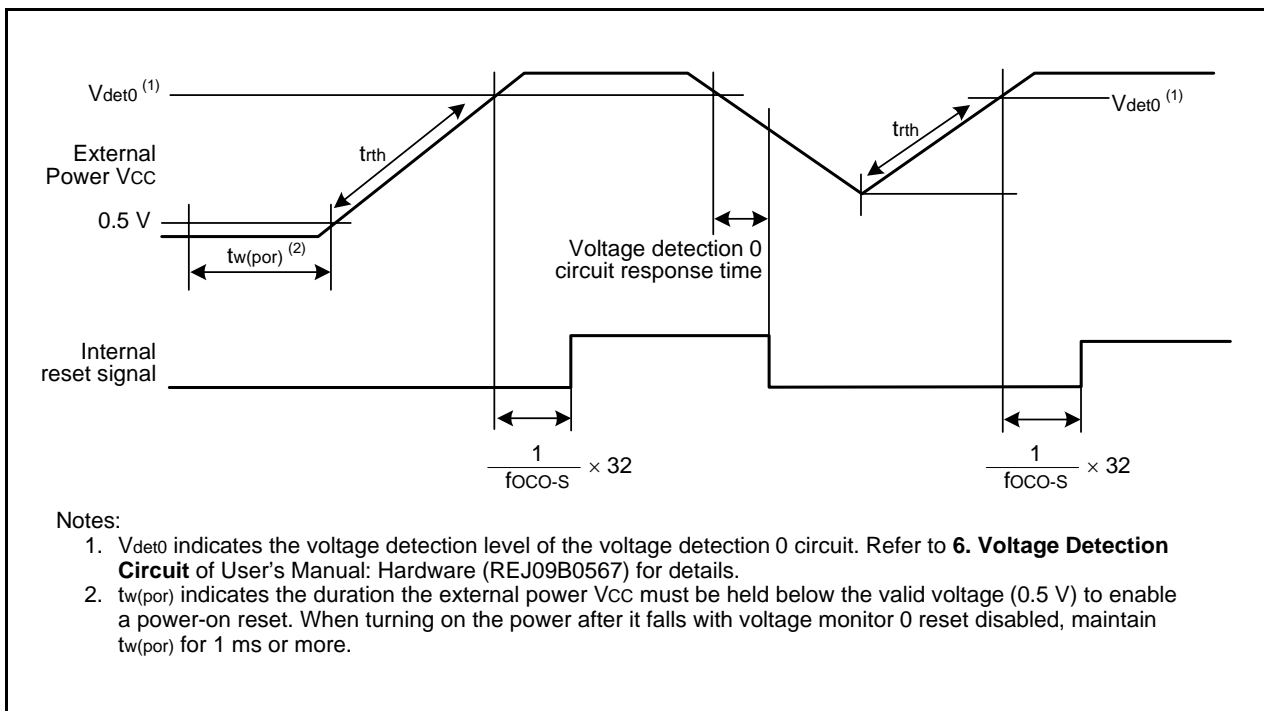 Vdet0 (1)
trth
External
Power VCC
0.5 V
tw(por) (2)
Voltage detection 0
circuit response time
trth
Vdet0 (1)
Internal
reset signal
1
fOCO-S
× 32
1
fOCO-S
× 32
Notes:
1. Vdet0 indicates the voltage detection level of the voltage detection 0 circuit. Refer to 6. Voltage Detection
Circuit of User's Manual: Hardware (REJ09B0567) for details.
2. tw(por) indicates the duration the external power VCC must be held below the valid voltage (0.5 V) to enable
a power-on reset. When turning on the power after it falls with voltage monitor 0 reset disabled, maintain
tw(por) for 1 ms or more.